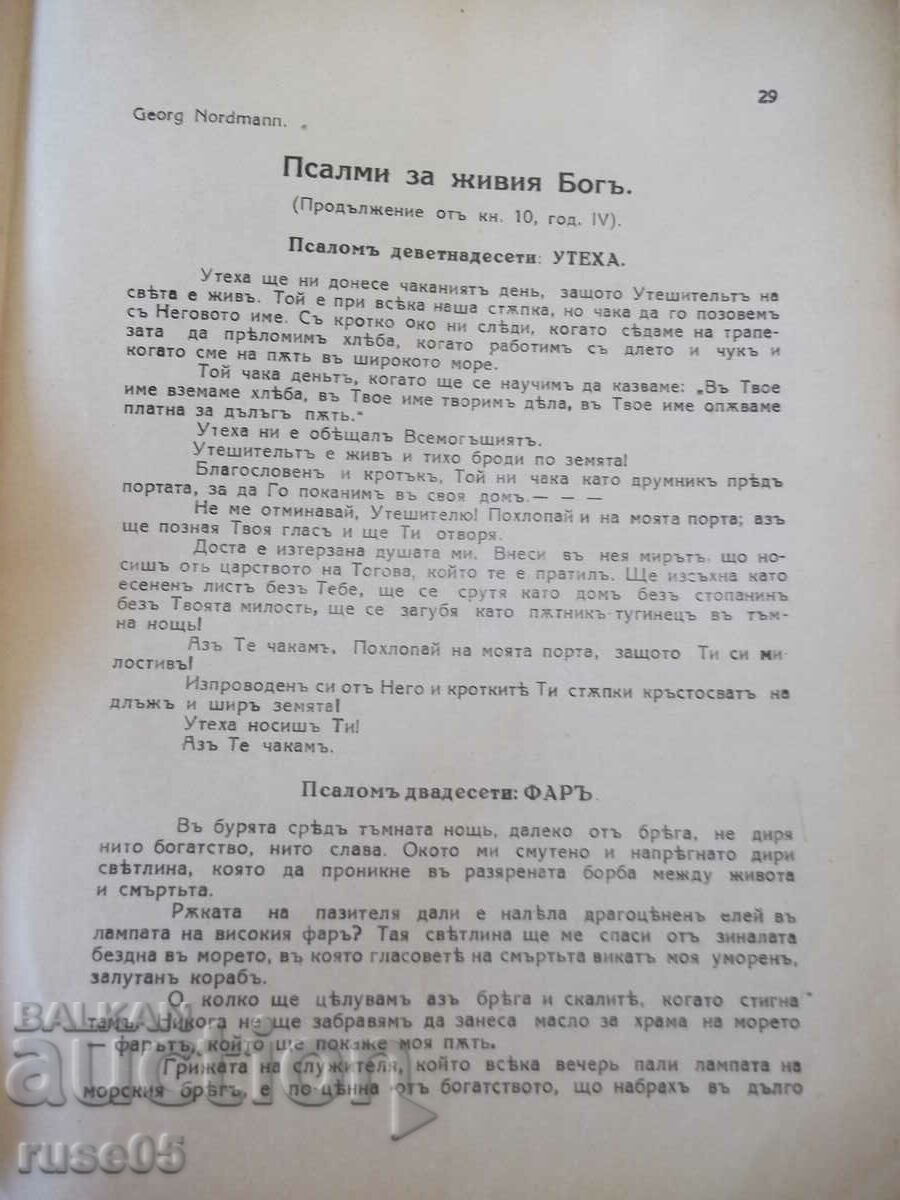 29
Georg Nordmann.
Псалми за живия Богъ.
(Продължение отъ кн. 10, год. IV).
Псаломъ деветнадесети: УТЕХА.
Утеха ще ни донесе чаканиятъ день, защото Утешительтъ на
свѣта е живъ. Той е при всѣка наша стѫпка, но чака да го позовемъ
съ Неговото име. Съ кротко око ни слѣди, когато сѣдаме на трапе-
зата да прѣломимъ хлѣба, когато работимъ съ длето и чукъ и
когато сме на пѫть въ широкото море.
Той чака деньтъ, когато ще се научимъ да казваме: „Въ Твое
име вземаме хлѣба, въ Твое име творимъ дѣла, въ Твое име опѫваме
платна за дълъгъ пѫть.“
Утеха ни е обѣщалъ Всемогѫщиятъ.
Утешительтъ е живъ и тихо броди по земята!
Благословенъ и кротъкъ, Той ни чака като друмникъ прѣдъ
портата, за да Го поканимъ въ своя домъ. — — —
Не ме отминавай, Утешителю! Похлопай и на моята порта; азъ
ще позная Твоя гласъ и ще Ти отворя.
Доста е изтерзана душата ми. Внеси въ нея мирътъ, що но-
сишъ отъ царството на Тогова, който те е пратилъ. Ще изсъхна като
есененъ листъ безъ Тебе, ще се срутя като домъ безъ стопанинъ
безъ Твоята милость, ще се загубя като пѫтникъ-тугинецъ въ тъм-
на нощь!
Азъ Те чакамъ. Похлопай на моята порта, защото Ти си ми-
лостивъ!
Изпроводенъ си отъ Него и кроткитѣ Ти стѫпки кръстосватъ на
длъжъ и ширъ земята!
Утеха носишъ Ти!
Азъ Те чакамъ.
Псаломъ двадесети: ФАРЪ.
Въ бурята срѣдъ тъмната нощь, далеко отъ брѣга, не диря
нито богатство, нито слава. Окото ми смутено и напрѣгнато дири
свѣтлина, която да проникне въ разярената борба между живота
и смъртьта.
Рѫката на пазителя дали е налѣла драгоцѣненъ елей въ
лампата на високия фаръ? Тая свѣтлина ще ме спаси отъ зиналата
бездна въ морето, въ която гласоветѣ на смъртьта викатъ моя уморенъ,
залутанъ корабъ.
О, колко ще цѣлувамъ азъ брѣга и скалитѣ, когато стигна
тамъ. Никога не ще забравямъ да занеса масло за храма на морето
— фарътъ, който ще покаже моя пѫть.
Грижата на служителя, който всѣка вечерь пали лампата на
морския брѣгъ, е по-цѣнна отъ богатството, що набрахъ въ дълго
BALKAN
auction
ruse05